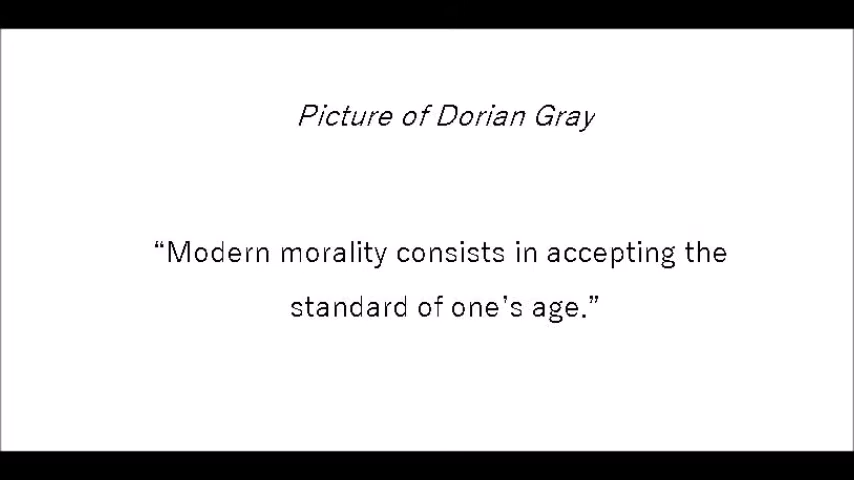 Picture of Dorian Gray
“Modern morality consists in accepting the
standard of one’s age.”